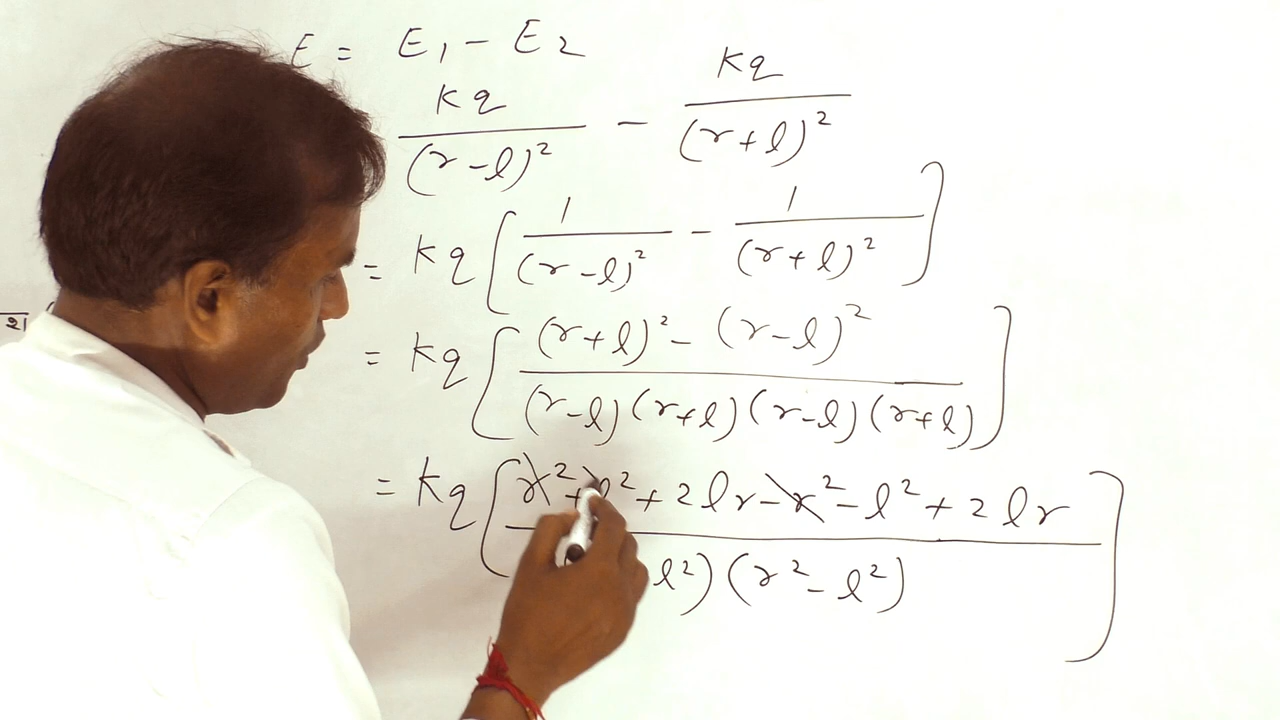 E = E₁ - E₂
kq/(r-l)² - kq/(r+l)²
= kq[1/(r-l)² - 1/(r+l)²]
= kq[((r+l)² - (r-l)²)/((r-l)(r+l)(r-l)(r+l))]
= kq[(r²+l²+2lr-r²-l²+2lr)/(l²)(r²-l²)]